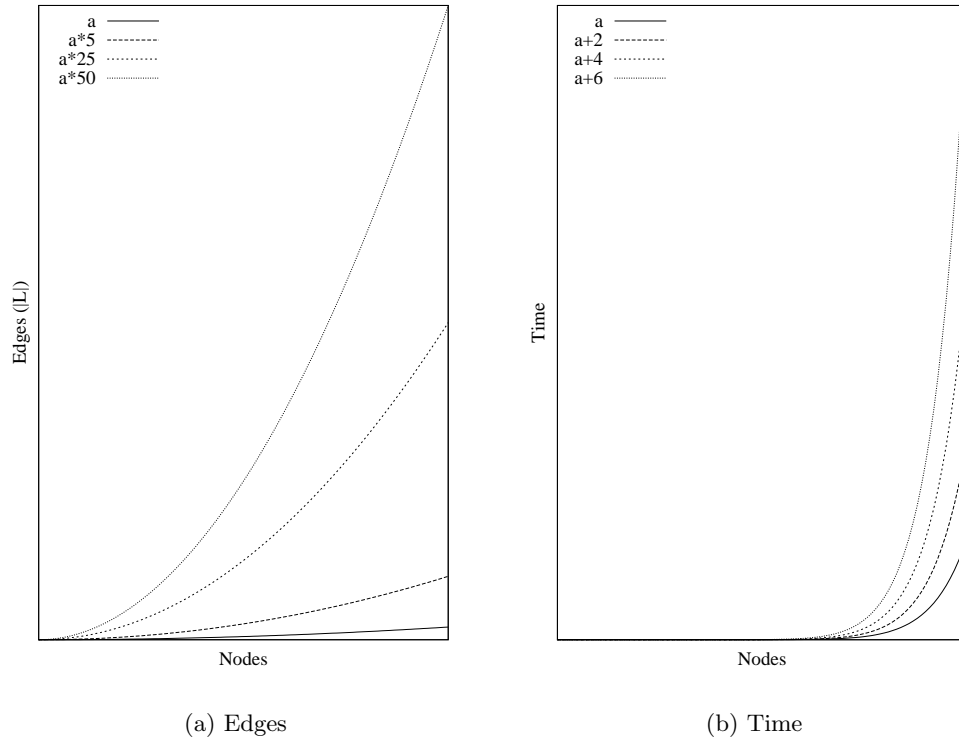 a
a*5
a*25
a*50
Edges (|L|)
Nodes
(a) Edges
a
a+2
a+4
a+6
Time
Nodes
(b) Time